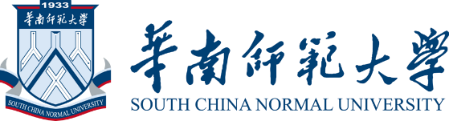 1933
華南師範大學
SOUTH CHINA NORMAL UNIVERSITY
華南師範大學
SOUTH CHINA NORMAL UNIVERSITY